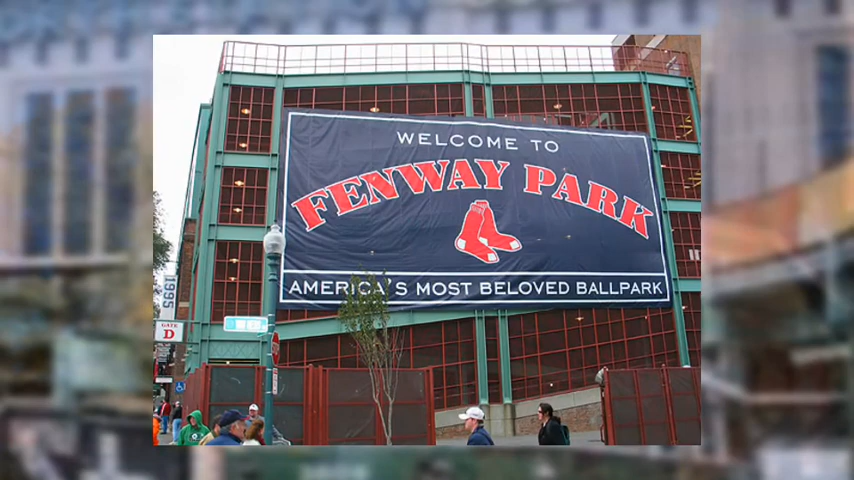 WELCOME TO
FENWAY PARK
AMERICA'S MOST BELOVED BALLPARK
1995
GATE
D